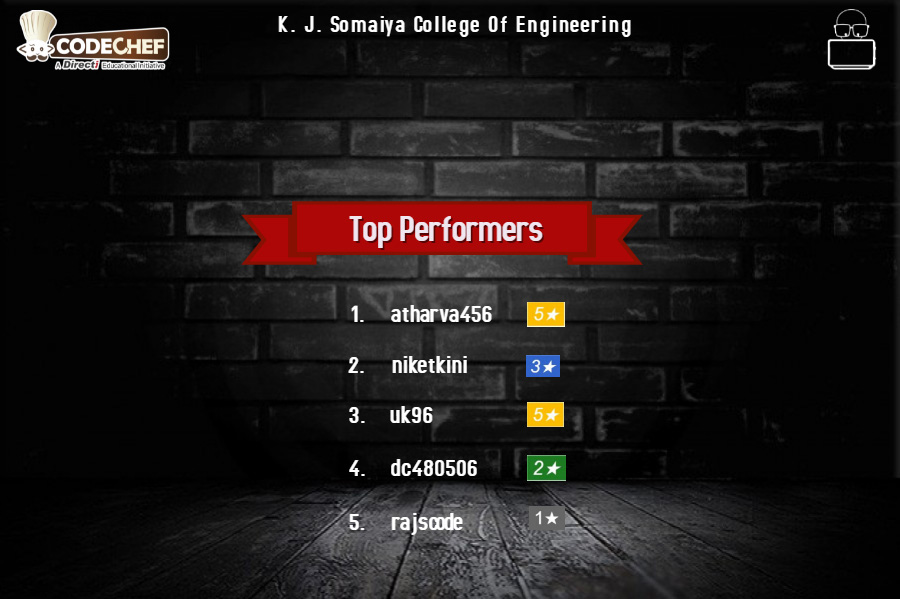 K. J. Somaiya College Of Engineering
CODECHEF
A Directi Educational Initiative
Top Performers
1. atharva456 5★
2. niketkini 3★
3. uk96 5★
4. dc480506 2★
5. rajscode 1★